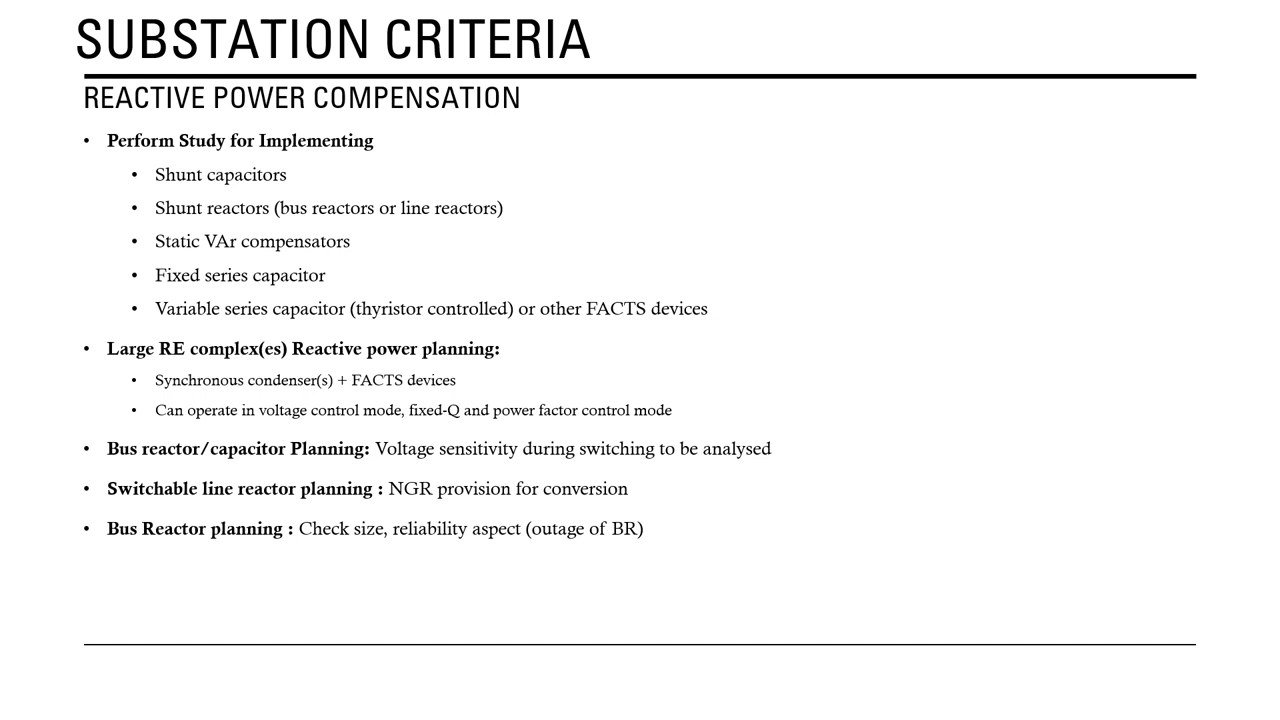 SUBSTATION CRITERIA
REACTIVE POWER COMPENSATION
• Perform Study for Implementing
• Shunt capacitors
• Shunt reactors (bus reactors or line reactors)
• Static VAr compensators
• Fixed series capacitor
• Variable series capacitor (thyristor controlled) or other FACTS devices
• Large RE complex(es) Reactive power planning:
• Synchronous condenser(s) + FACTS devices
• Can operate in voltage control mode, fixed-Q and power factor control mode
• Bus reactor/capacitor Planning: Voltage sensitivity during switching to be analysed
• Switchable line reactor planning : NGR provision for conversion
• Bus Reactor planning : Check size, reliability aspect (outage of BR)